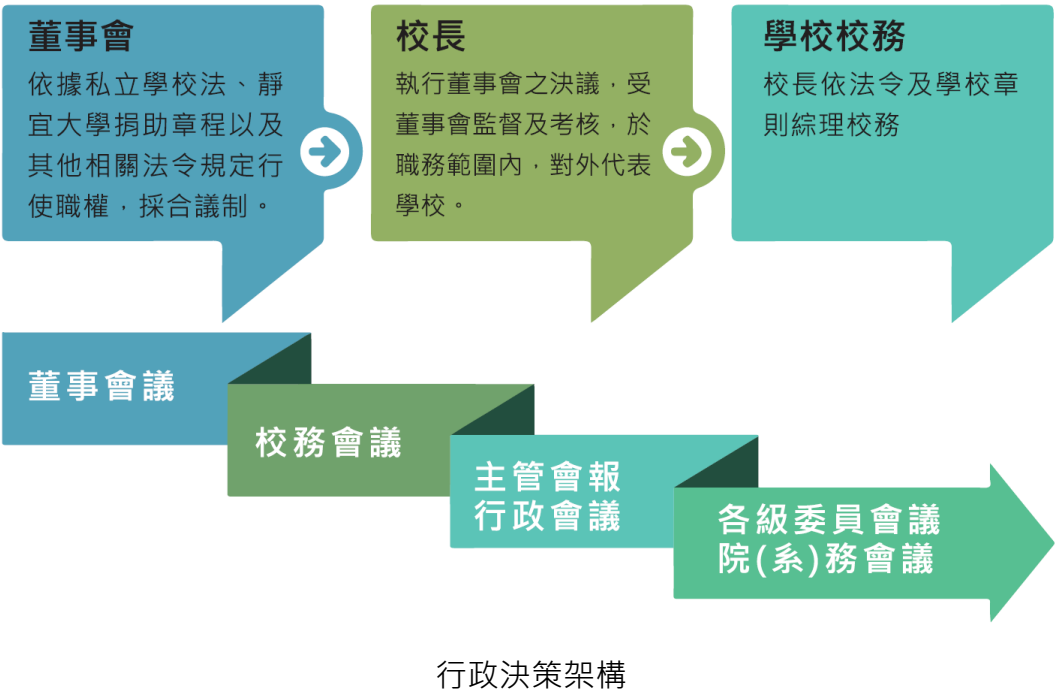 董事會
依據私立學校法、靜
宜大學捐助章程以及
其他相關法令規定行
使職權，採合議制。
校長
執行董事會之決議，受
董事會監督及考核，於
職務範圍內，對外代表
學校。
學校校務
校長依法令及學校章
則綜理校務
董事會議
校務會議
主管會報
行政會議
各級委員會議
院(系)務會議
行政決策架構